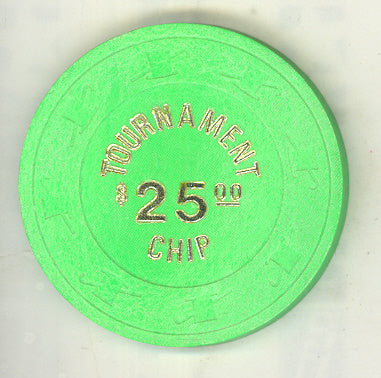 TOURNAMENT
$25.00
CHIP